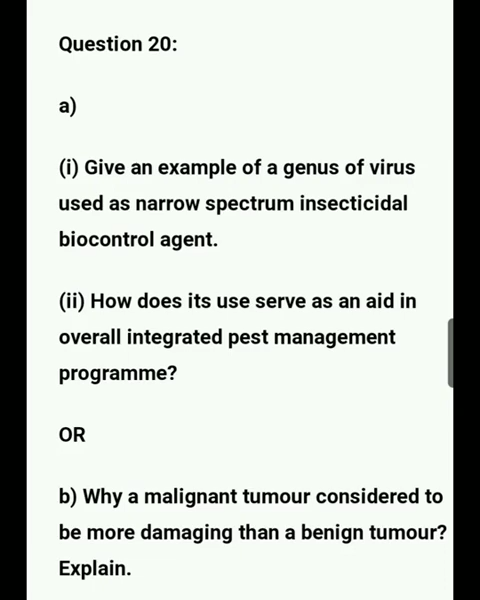 Question 20:
a)
(i) Give an example of a genus of virus
used as narrow spectrum insecticidal
biocontrol agent.
(ii) How does its use serve as an aid in
overall integrated pest management
programme?
OR
b) Why a malignant tumour considered to
be more damaging than a benign tumour?
Explain.